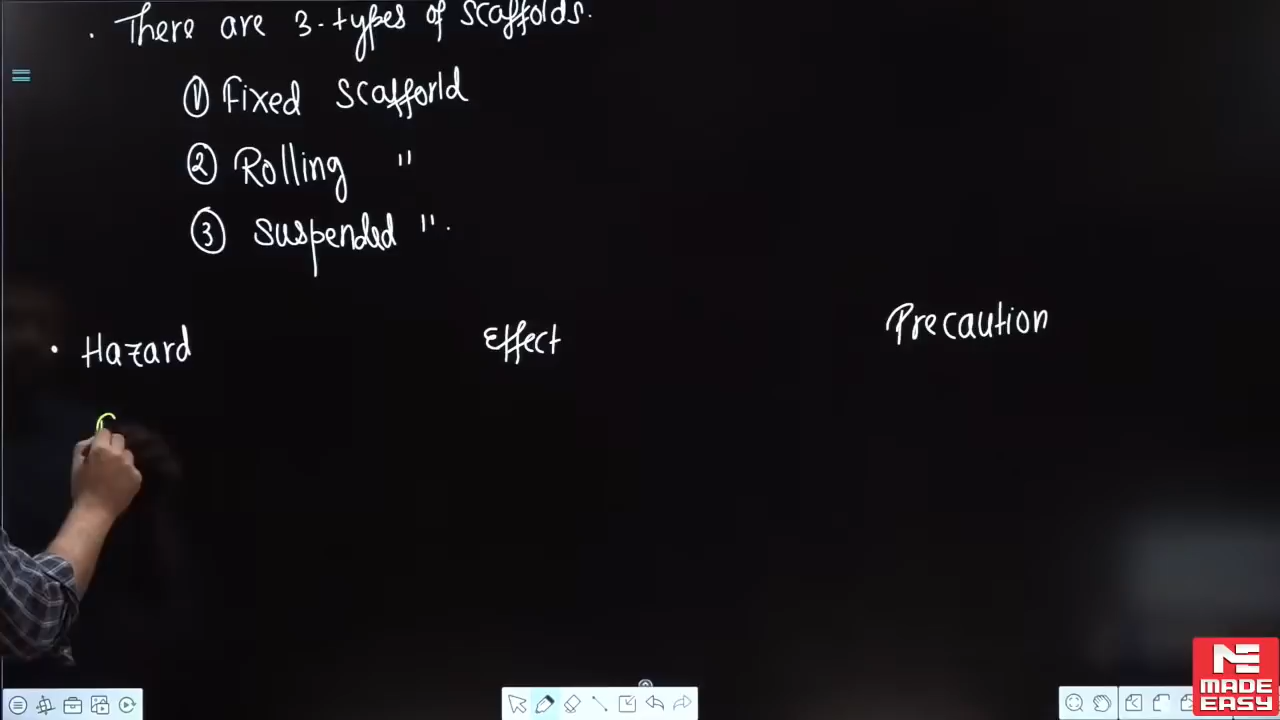 . There are 3-types of scaffolds.
① Fixed Scafforld
② Rolling "
③ Suspended ".
• Hazard Effect Precaution
MADE EASY